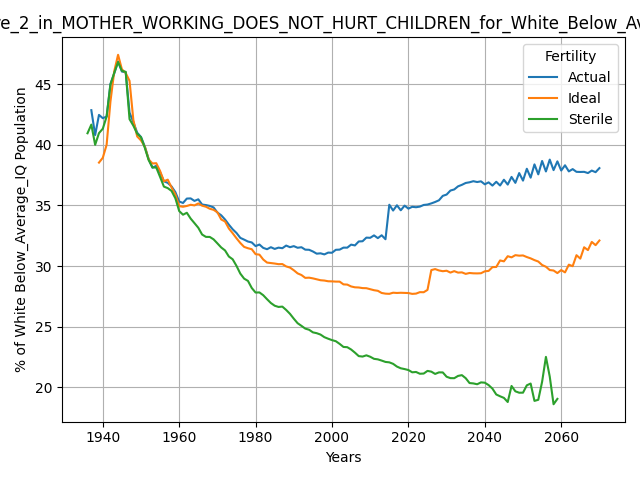 re_2_in_MOTHER_WORKING_DOES_NOT_HURT_CHILDREN_for_White_Below_Av
Fertility
Actual
Ideal
Sterile
% of White Below_Average_IQ Population
45
40
35
30
25
20
1940 1960 1980 2000 2020 2040 2060
Years